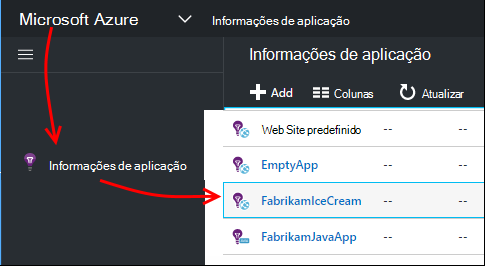 Microsoft Azure
Informações de aplicação
Informações de aplicação
Add
Colunas
Atualizar
Informações de aplicação
Web Site predefinido -- --
EmptyApp -- --
FabrikamIceCream -- --
FabrikamJavaApp -- --